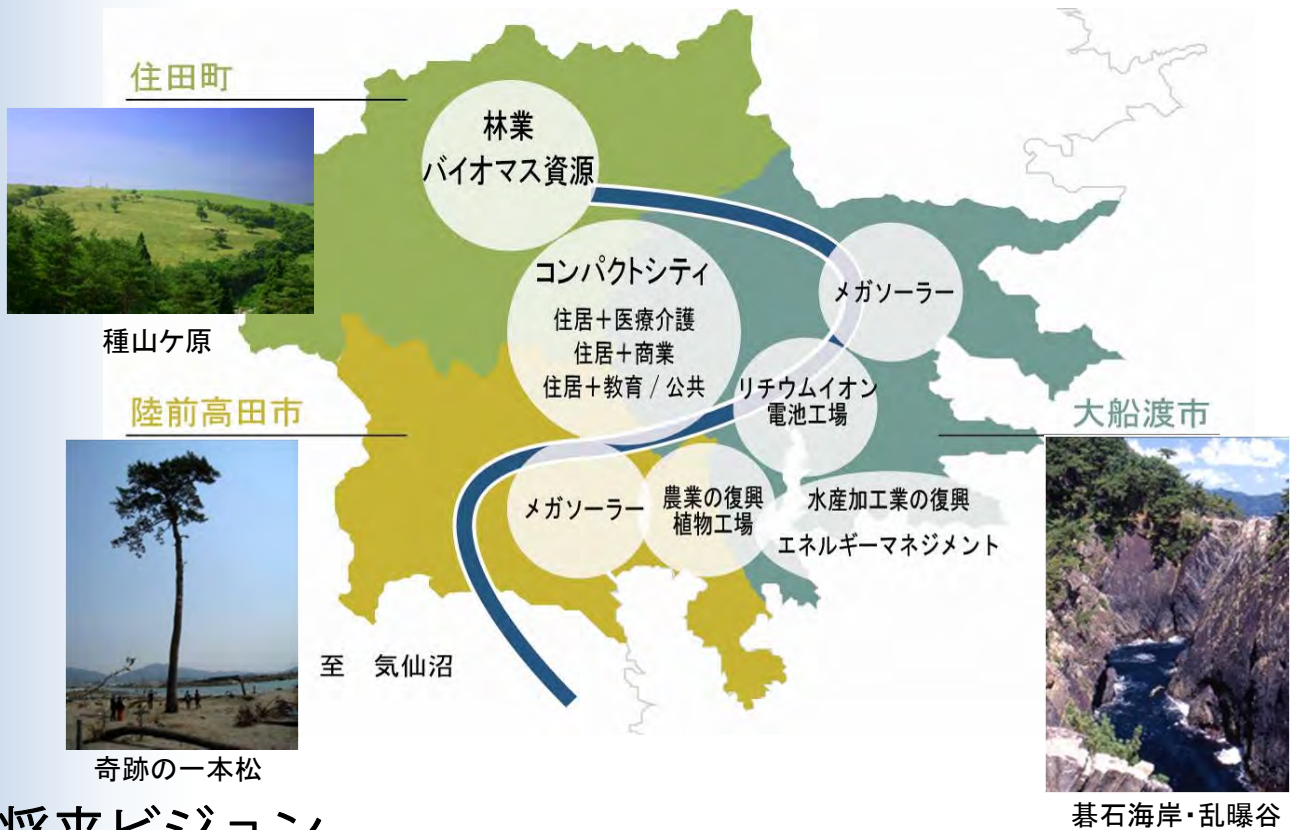 住田町
林業
バイオマス資源
種山ケ原
コンパクトシティ
住居＋医療介護
住居＋商業
住居＋教育 / 公共
メガソーラー
リチウムイオン
電池工場
陸前高田市
大船渡市
メガソーラー
農業の復興
植物工場
水産加工業の復興
エネルギーマネジメント
至　気仙沼
奇跡の一本松
碁石海岸・乱曝谷
将来ビジョン